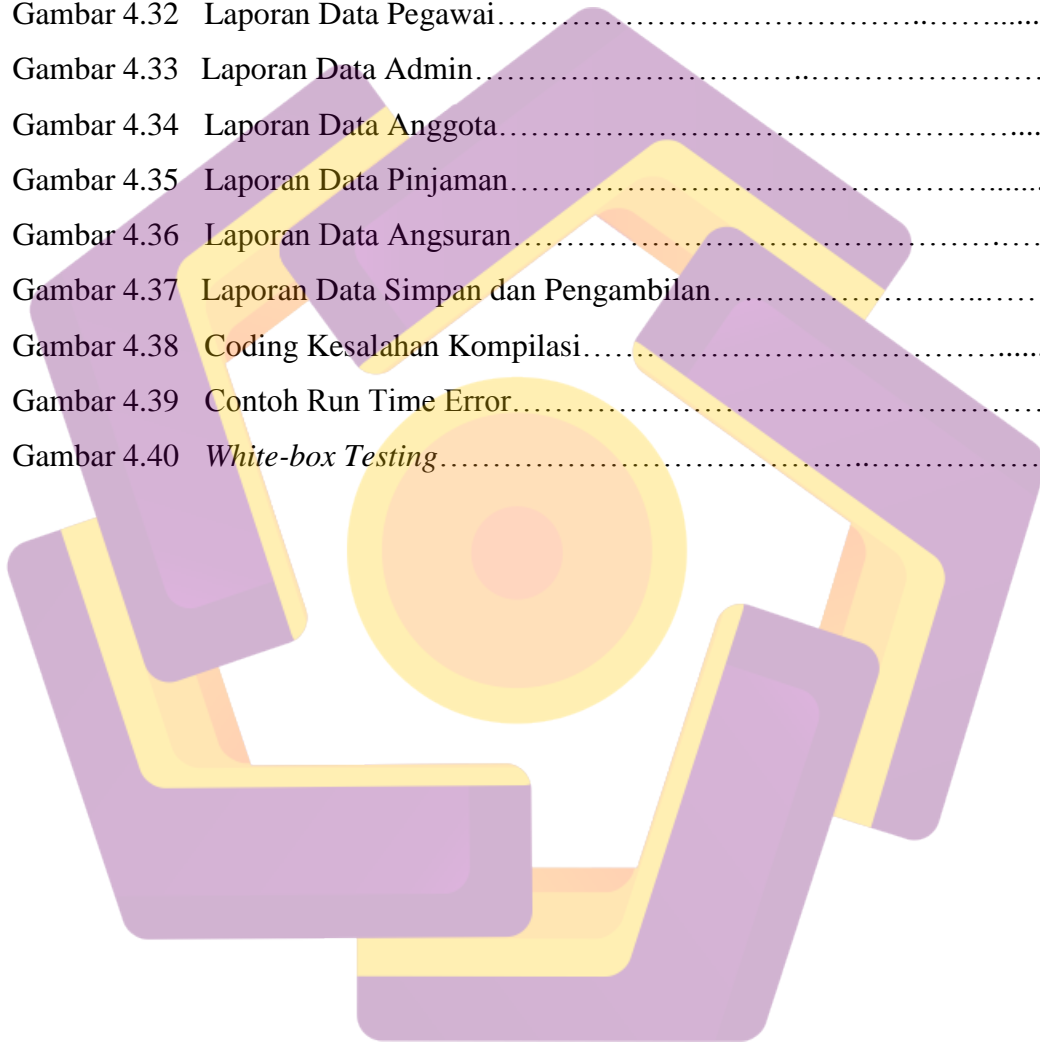 Gambar 4.32 Laporan Data Pegawai……………………………………..……......
Gambar 4.33 Laporan Data Admin…………………………..…………………
Gambar 4.34 Laporan Data Anggota……………………………………………....
Gambar 4.35 Laporan Data Pinjaman…………………………………………......
Gambar 4.36 Laporan Data Angsuran………………………………………….…
Gambar 4.37 Laporan Data Simpan dan Pengambilan……………………..……
Gambar 4.38 Coding Kesalahan Kompilasi…………………………………......
Gambar 4.39 Contoh Run Time Error……………………………………………
Gambar 4.40 White-box Testing…………………………………..………………